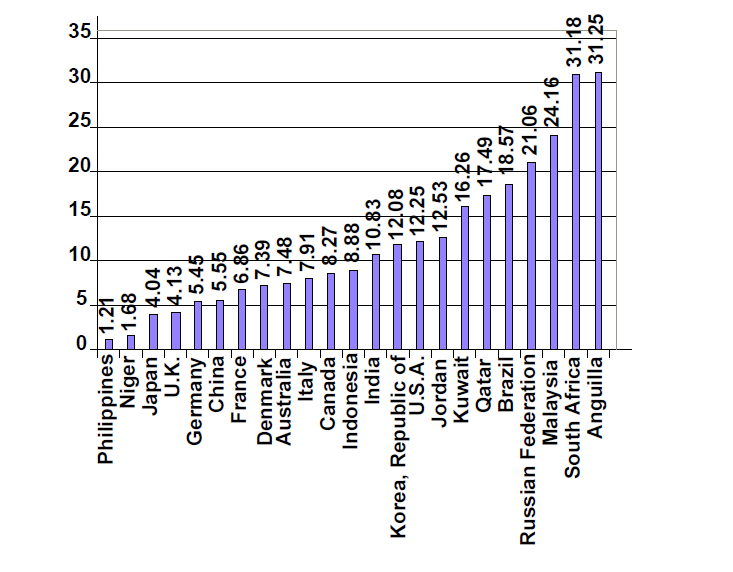 35
30
25
20
15
10
5
0
1.21
1.68
4.04
4.13
5.45
5.55
6.86
7.39
7.48
7.91
8.27
8.88
10.83
12.08
12.25
12.53
16.26
17.49
18.57
21.06
24.16
31.18
31.25
Philippines
Niger
Japan
U.K.
Germany
China
France
Denmark
Australia
Italy
Canada
Indonesia
India
Korea, Republic of
U.S.A.
Jordan
Kuwait
Qatar
Brazil
Russian Federation
Malaysia
South Africa
Anguilla